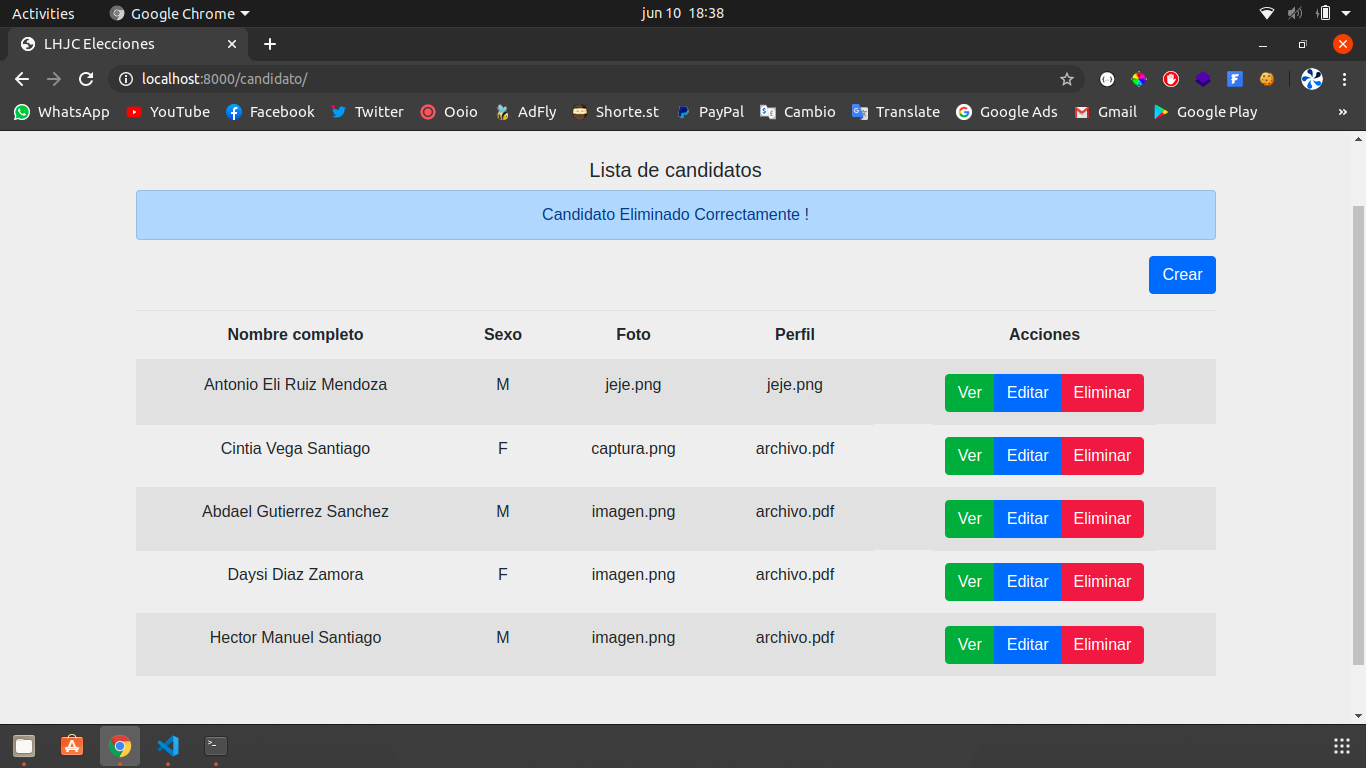 Activities Google Chrome jun 10 18:38
LHJC Elecciones
localhost:8000/candidato/
WhatsApp YouTube Facebook Twitter Ooio AdFly Shorte.st PayPal Cambio Translate Google Ads Gmail Google Play »
Lista de candidatos
Candidato Eliminado Correctamente !
Crear
Nombre completo Sexo Foto Perfil Acciones
Antonio Eli Ruiz Mendoza M jeje.png jeje.png Ver Editar Eliminar
Cintia Vega Santiago F captura.png archivo.pdf Ver Editar Eliminar
Abdael Gutierrez Sanchez M imagen.png archivo.pdf Ver Editar Eliminar
Daysi Diaz Zamora F imagen.png archivo.pdf Ver Editar Eliminar
Hector Manuel Santiago M imagen.png archivo.pdf Ver Editar Eliminar